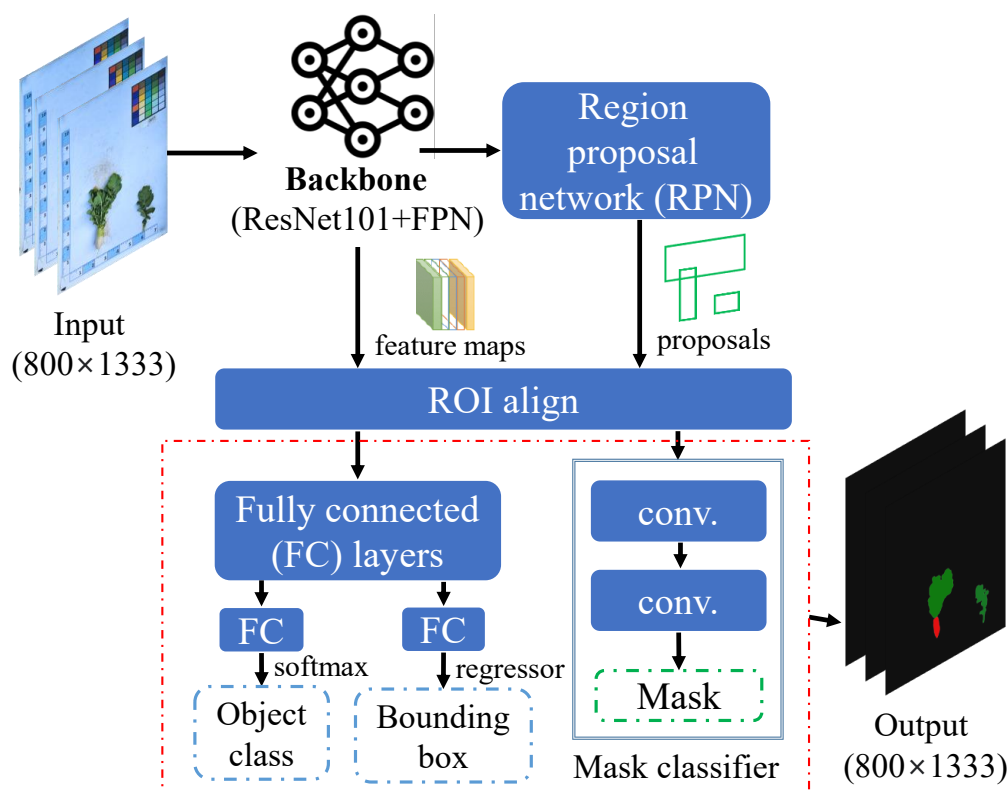 Region
proposal
network (RPN)
Backbone
(ResNet101+FPN)
Input
(800×1333)
feature maps
proposals
ROI align
Fully connected
(FC) layers
conv.
conv.
FC
FC
softmax
regressor
Object
class
Bounding
box
Mask
Mask classifier
Output
(800×1333)